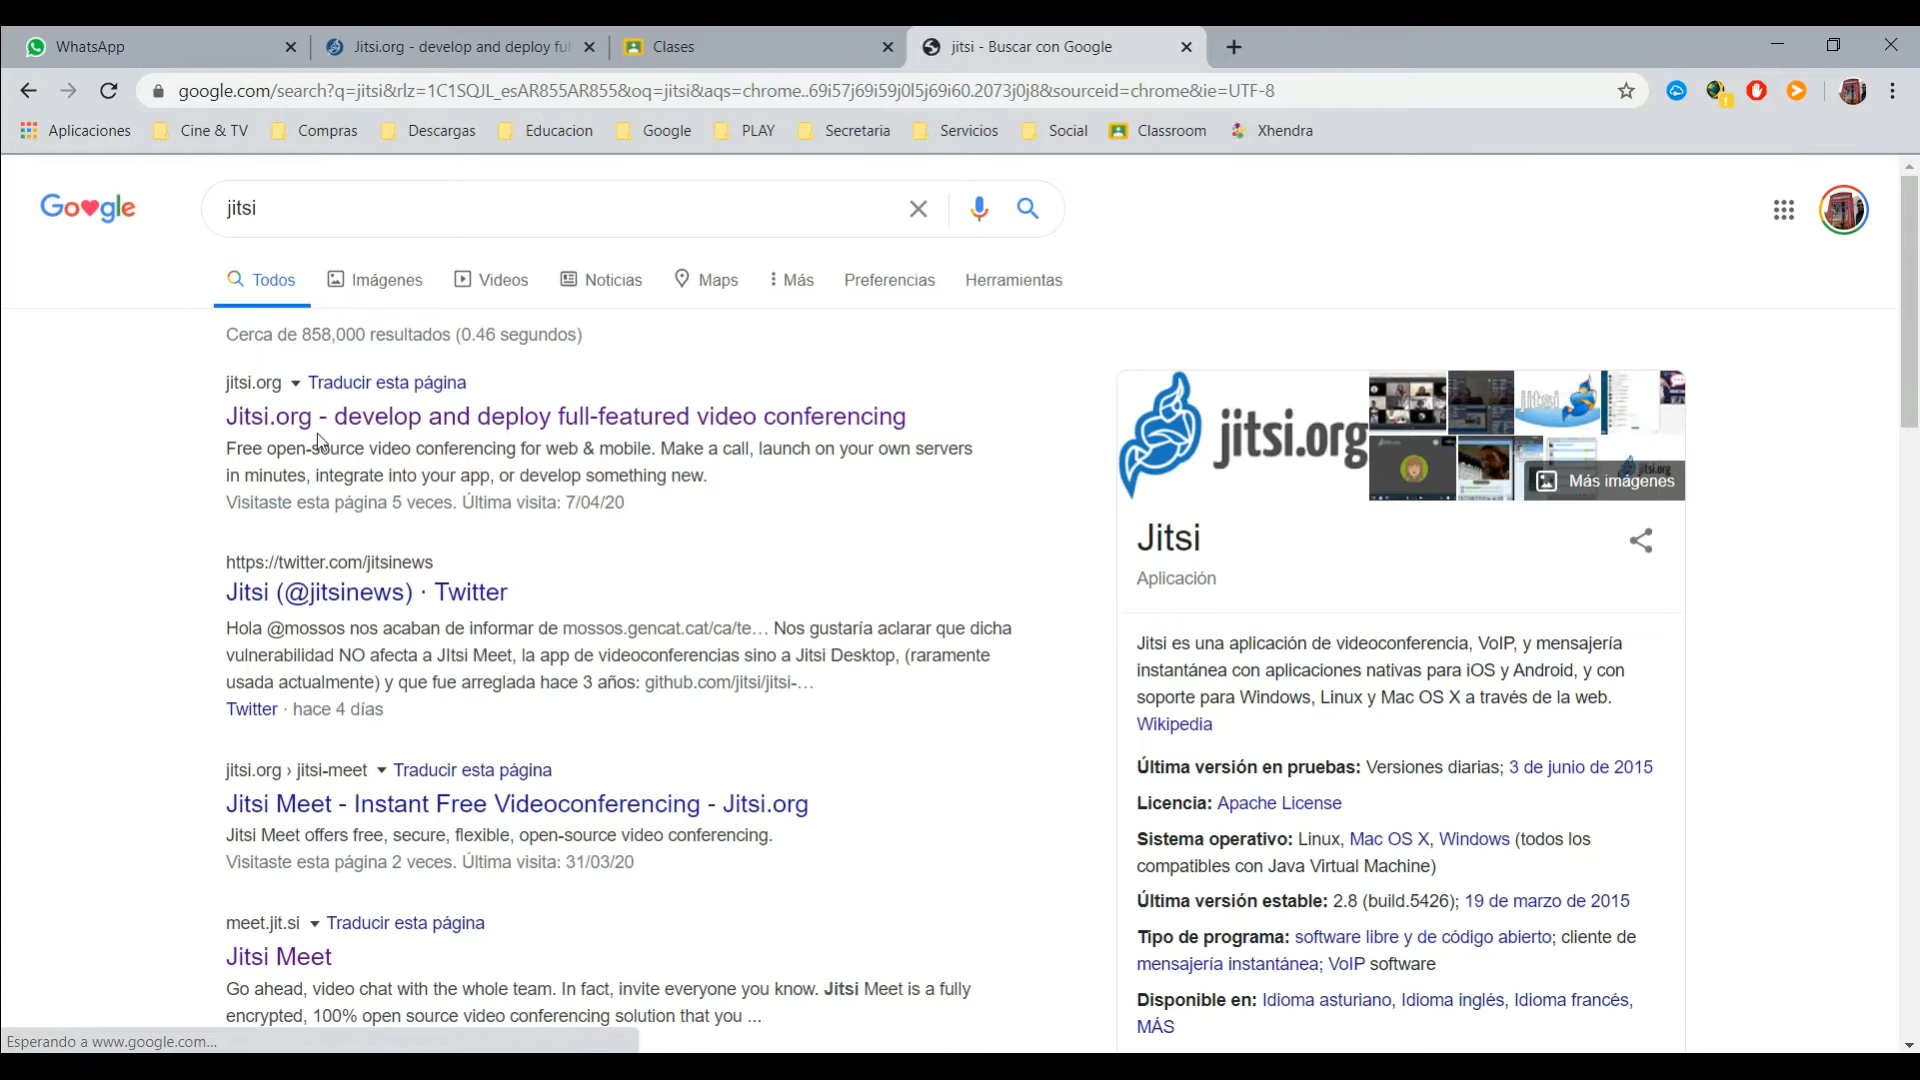 WhatsApp
Jitsi.org - develop and deploy ful
Clases
jitsi - Buscar con Google
google.com/search?q=jitsi&rlz=1C1SQJL_esAR855AR855&oq=jitsi&aqs=chrome..69i57j69i59j0l5j69i60.2073j0j8&sourceid=chrome&ie=UTF-8
Aplicaciones
Cine & TV
Compras
Descargas
Educacion
Google
PLAY
Secretaria
Servicios
Social
Classroom
Xhendra
Google
jitsi
Todos
Imágenes
Videos
Noticias
Maps
Más
Preferencias
Herramientas
Cerca de 858,000 resultados (0.46 segundos)
jitsi.org Traducir esta página
Jitsi.org - develop and deploy full-featured video conferencing
Free open-source video conferencing for web & mobile. Make a call, launch on your own servers
in minutes, integrate into your app, or develop something new.
Visitaste esta página 5 veces. Última visita: 7/04/20
https://twitter.com/jitsinews
Jitsi (@jitsinews) · Twitter
Hola @mossos nos acaban de informar de mossos.gencat.cat/ca/te… Nos gustaría aclarar que dicha
vulnerabilidad NO afecta a JItsi Meet, la app de videoconferencias sino a Jitsi Desktop, (raramente
usada actualmente) y que fue arreglada hace 3 años: github.com/jitsi/jitsi-…
Twitter · hace 4 días
jitsi.org › jitsi-meet Traducir esta página
Jitsi Meet - Instant Free Videoconferencing - Jitsi.org
Jitsi Meet offers free, secure, flexible, open-source video conferencing.
Visitaste esta página 2 veces. Última visita: 31/03/20
meet.jit.si Traducir esta página
Jitsi Meet
Go ahead, video chat with the whole team. In fact, invite everyone you know. Jitsi Meet is a fully
encrypted, 100% open source video conferencing solution that you ...
Esperando a www.google.com...
jitsi.org
jitsi
jitsi.org
Más imágenes
Jitsi
Aplicación
Jitsi es una aplicación de videoconferencia, VoIP, y mensajería
instantánea con aplicaciones nativas para iOS y Android, y con
soporte para Windows, Linux y Mac OS X a través de la web.
Wikipedia
Última versión en pruebas: Versiones diarias; 3 de junio de 2015
Licencia: Apache License
Sistema operativo: Linux, Mac OS X, Windows (todos los
compatibles con Java Virtual Machine)
Última versión estable: 2.8 (build.5426); 19 de marzo de 2015
Tipo de programa: software libre y de código abierto; cliente de
mensajería instantánea; VoIP software
Disponible en: Idioma asturiano, Idioma inglés, Idioma francés,
MÁS